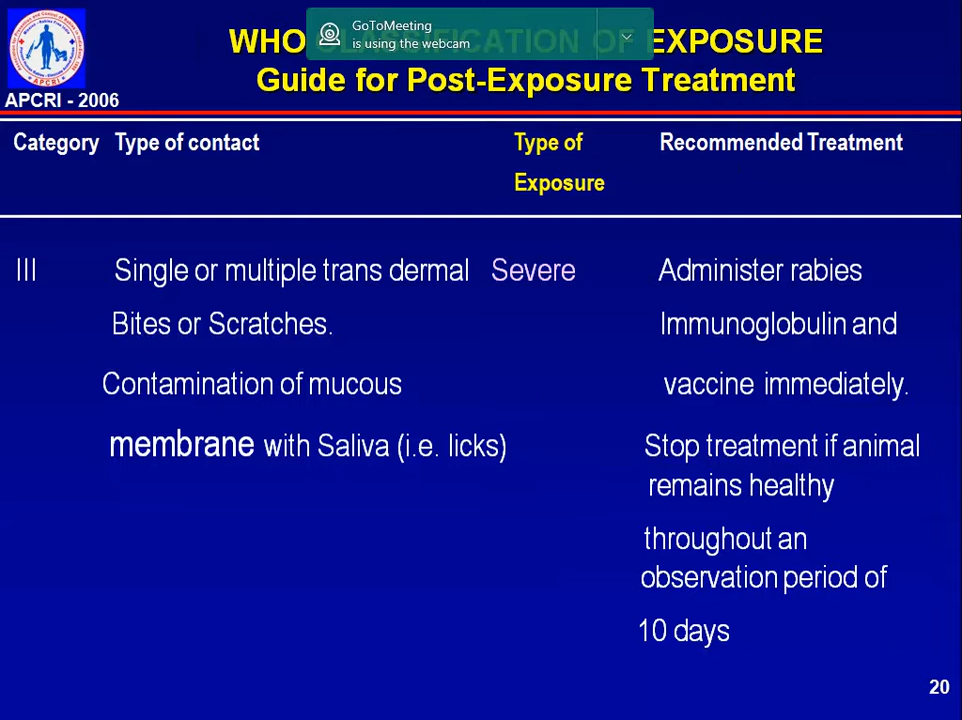 GoToMeeting
is using the webcam
WHO CLASSIFICATION OF EXPOSURE
Guide for Post-Exposure Treatment
APCRI
APCRI - 2006
Category Type of contact Type of Exposure Recommended Treatment
III Single or multiple trans dermal Severe Administer rabies
Bites or Scratches. Immunoglobulin and
Contamination of mucous vaccine immediately.
membrane with Saliva (i.e. licks) Stop treatment if animal
remains healthy
throughout an
observation period of
10 days
20